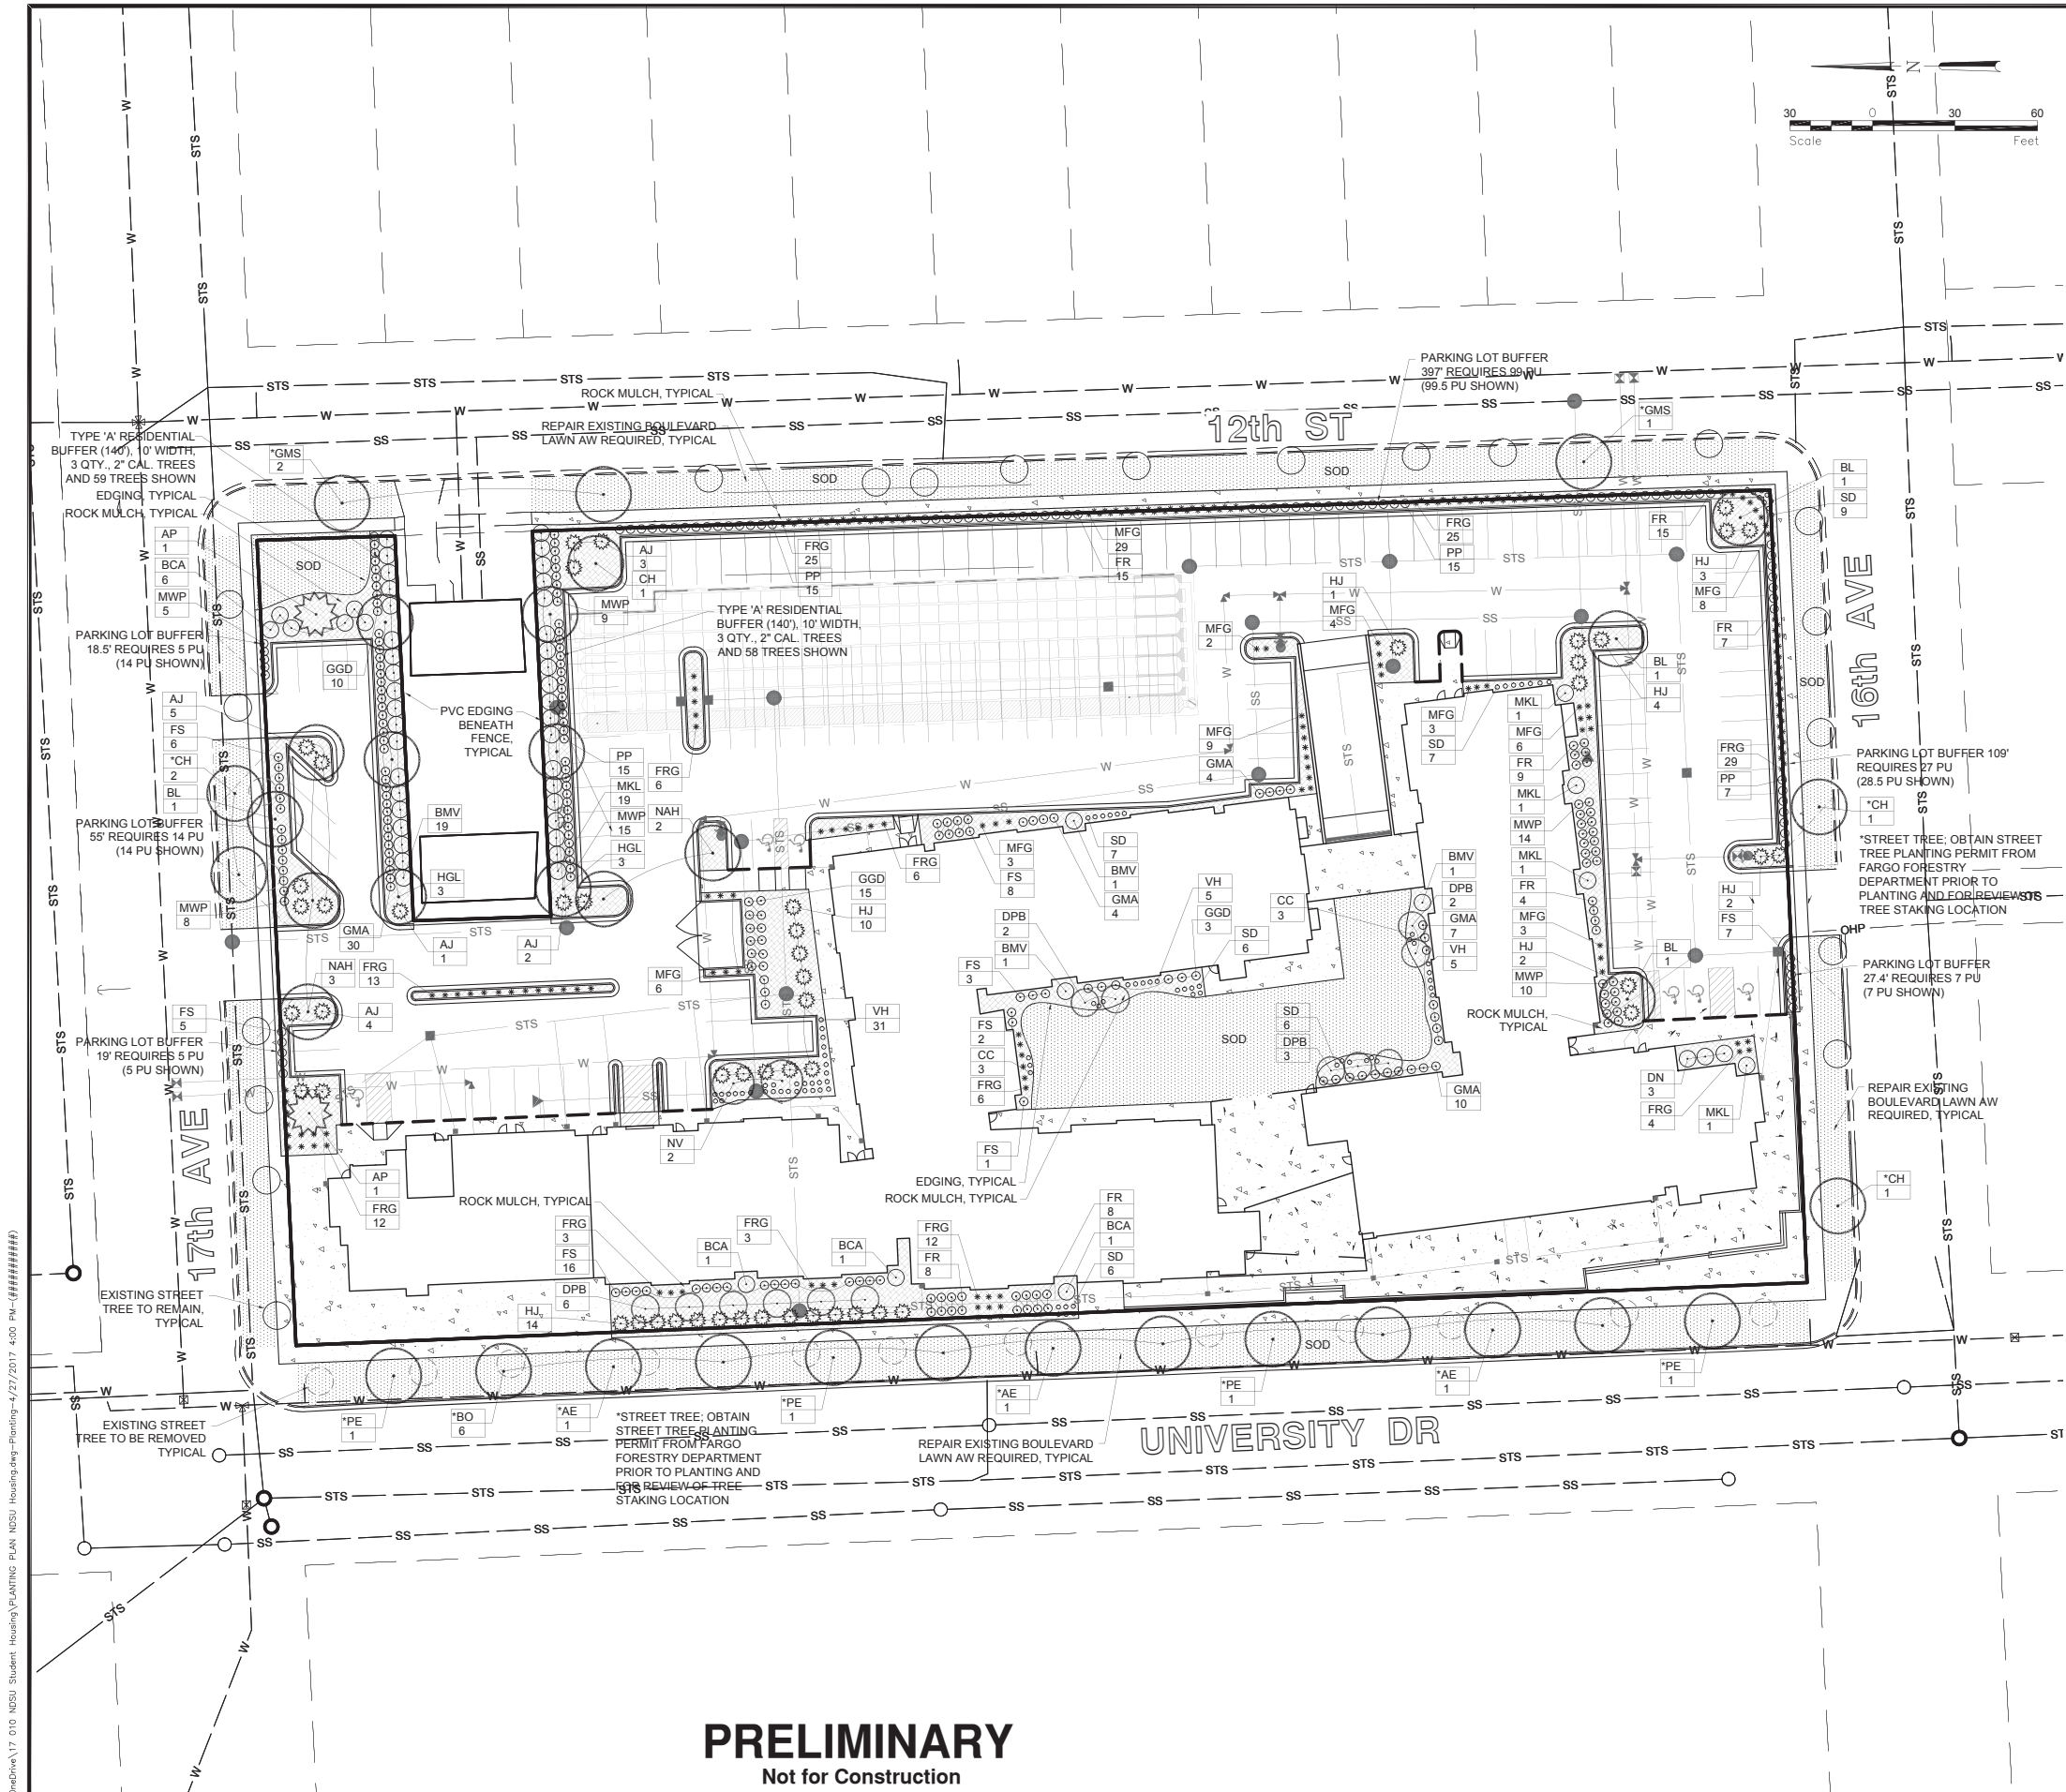 N
30 0 30 60
Scale Feet
PARKING LOT BUFFER
397' REQUIRES 99 PU
(99.5 PU SHOWN)
ROCK MULCH, TYPICAL
REPAIR EXISTING BOULEVARD
LAWN AW REQUIRED, TYPICAL
12th ST
*GMS
1
*GMS
2
TYPE 'A' RESIDENTIAL
BUFFER (140'), 10' WIDTH,
3 QTY., 2" CAL. TREES
AND 59 TREES SHOWN
EDGING, TYPICAL
ROCK MULCH, TYPICAL
SOD
SOD
SOD
AP
1
BCA
6
MWP
5
PARKING LOT BUFFER
18.5' REQUIRES 5 PU
(14 PU SHOWN)
GGD
10
AJ
5
FS
6
*CH
2
BL
1
PARKING LOT BUFFER
55' REQUIRES 14 PU
(14 PU SHOWN)
MWP
8
AJ
3
CH
1
MWP
9
FRG
25
PP
15
TYPE 'A' RESIDENTIAL
BUFFER (140'), 10' WIDTH,
3 QTY., 2" CAL. TREES
AND 58 TREES SHOWN
PVC EDGING
BENEATH
FENCE,
TYPICAL
BMV
19
HGL
3
GMA
30
AJ
1
AJ
2
PP
15
MKL
19
MWP
15
HGL
3
FRG
6
NAH
2
MFG
29
FR
15
FRG
25
PP
15
HJ
1
MFG
4
MFG
2
MFG
9
GMA
4
MFG
3
SD
7
FR
15
BL
1
SD
9
HJ
3
MFG
8
FR
7
BL
1
HJ
4
MKL
1
MFG
6
FR
9
MKL
1
MWP
14
MKL
1
FR
4
MFG
3
HJ
2
MWP
10
BL
1
SOD
16th AVE
FRG
29
PP
7
PARKING LOT BUFFER 109'
REQUIRES 27 PU
(28.5 PU SHOWN)
*CH
1
*STREET TREE; OBTAIN STREET
TREE PLANTING PERMIT FROM
FARGO FORESTRY
DEPARTMENT PRIOR TO
PLANTING AND FOR REVIEW OF
TREE STAKING LOCATION
HJ
2
FS
7
OHP
PARKING LOT BUFFER
27.4' REQUIRES 7 PU
(7 PU SHOWN)
ROCK MULCH,
TYPICAL
DN
3
FRG
4
MKL
1
REPAIR EXISTING
BOULEVARD LAWN AW
REQUIRED, TYPICAL
*CH
1
FRG
6
MFG
3
FS
8
SD
7
BMV
1
GMA
4
GGD
15
HJ
10
VH
31
MFG
6
NV
2
DPB
2
BMV
1
FS
3
FS
2
CC
3
FRG
6
FS
1
VH
5
GGD
3
SD
6
CC
3
BMV
1
DPB
2
GMA
7
VH
5
SOD
SD
6
DPB
3
GMA
10
EDGING, TYPICAL
ROCK MULCH, TYPICAL
NAH
3
FRG
13
AJ
4
FS
5
PARKING LOT BUFFER
19' REQUIRES 5 PU
(5 PU SHOWN)
17th AVE
AP
1
FRG
12
ROCK MULCH, TYPICAL
FRG
3
FS
16
DPB
6
HJ
14
BCA
1
FRG
3
BCA
1
FRG
12
FR
8
FR
8
BCA
1
SD
6
EXISTING STREET
TREE TO REMAIN,
TYPICAL
EXISTING STREET
TREE TO BE REMOVED
TYPICAL
SOD
*PE
1
*BO
6
*AE
1
*PE
1
*AE
1
*PE
1
*AE
1
*PE
1
*STREET TREE; OBTAIN
STREET TREE PLANTING
PERMIT FROM FARGO
FORESTRY DEPARTMENT
PRIOR TO PLANTING AND
FOR REVIEW OF TREE
STAKING LOCATION
REPAIR EXISTING BOULEVARD
LAWN AW REQUIRED, TYPICAL
UNIVERSITY DR
STS
SS
W
PRELIMINARY
Not for Construction
OneDrive\17 010 NDSU Student Housing\PLANTING PLAN NDSU Housing.dwg-Planting-4/27/2017 4:00 PM-(##########)